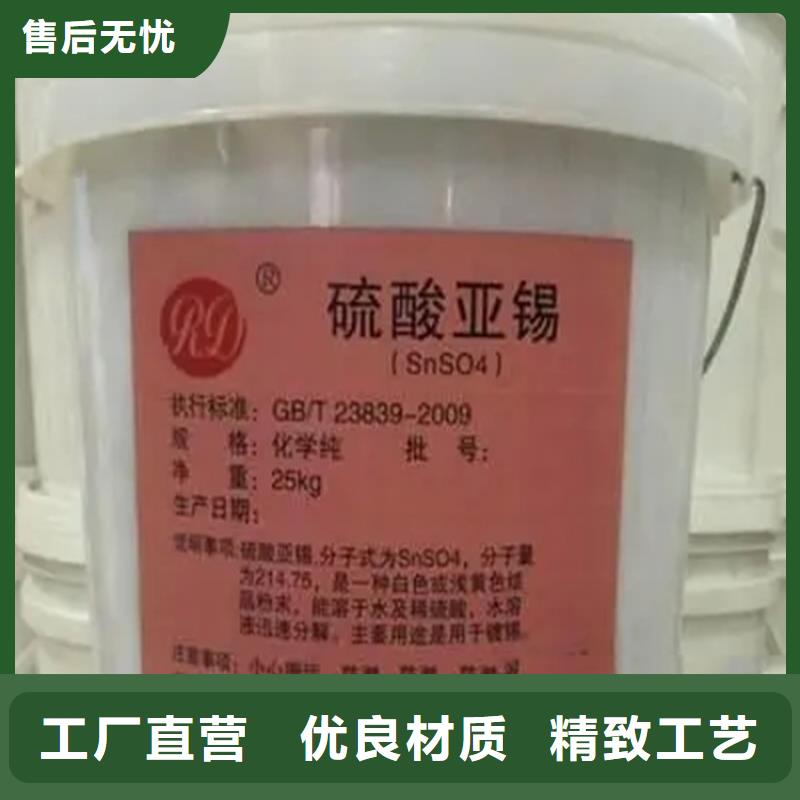 售后无忧
RD ®
硫酸亚锡
(SnSO4)
执行标准: GB/T 23839-2009
规 格: 化学纯 批 号:
净 重: 25kg
生产日期:
说明事项:硫酸亚锡.分子式为SnSO4，分子量
为214.75，是一种白色或浅黄色结
晶粉末，能溶于水及稀硫酸，水溶
液迅速分解。主要用途是用于镀锡。
注意事项: 小心搬运
工厂直营 优良材质 精致工艺